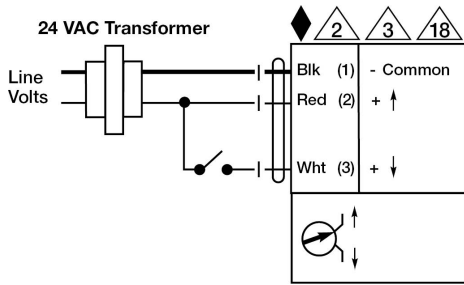 24 VAC Transformer
2 3 18
Line
Volts
Blk (1) - Common
Red (2) + ↑
Wht (3) + ↓